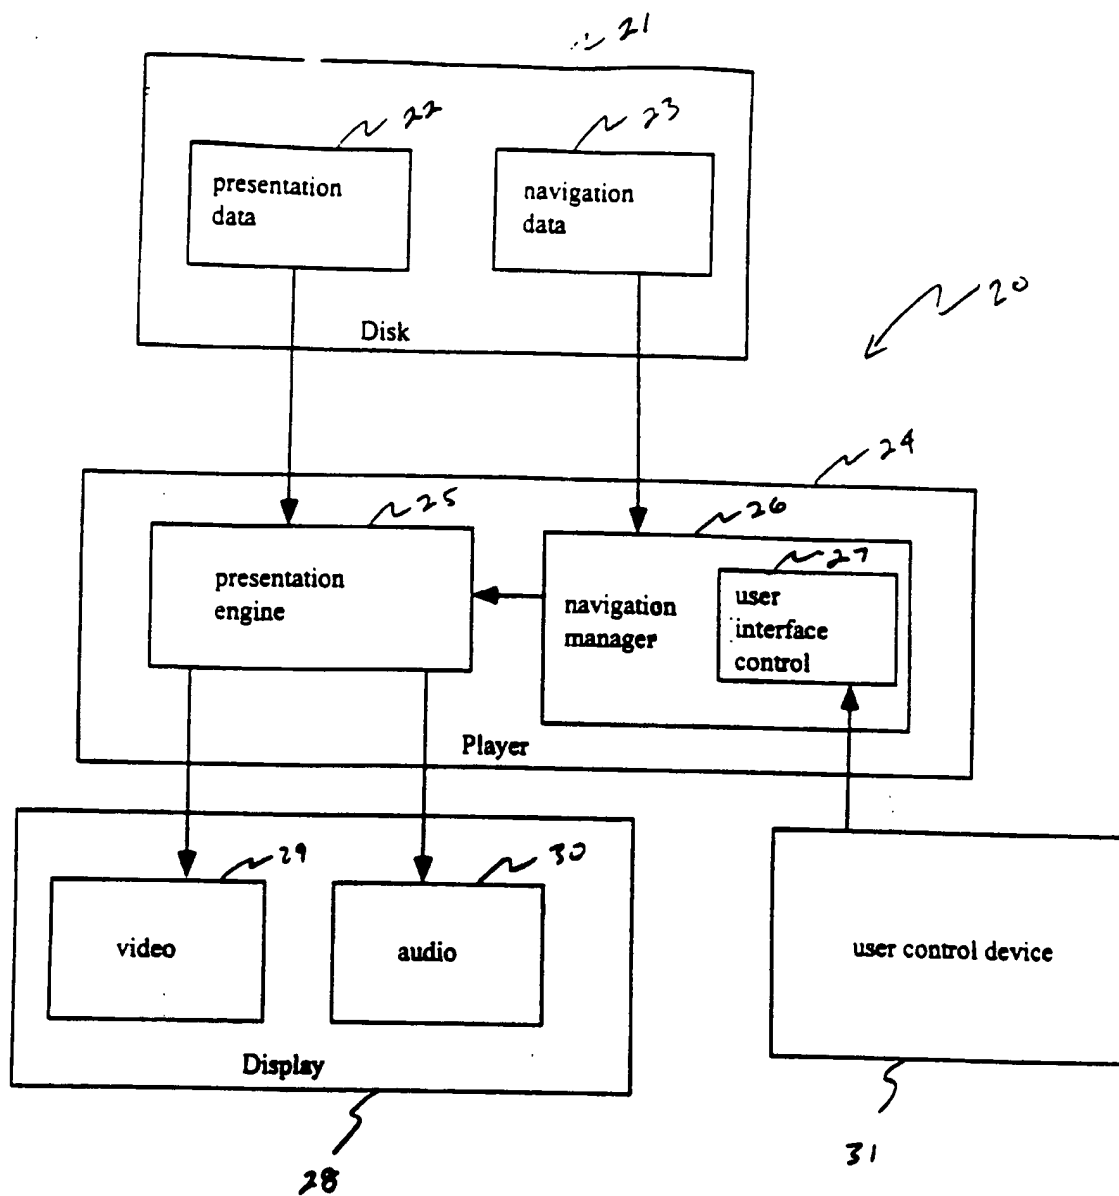 21
22
23
presentation
data
navigation
data
20
Disk
24
25
26
27
presentation
engine
navigation
manager
user
interface
control
Player
29
30
video
audio
user control device
Display
28
31